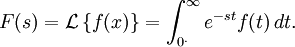 F(s) = ℒ {f(x)} = ∫₀.^∞ e^{-st} f(t) dt.